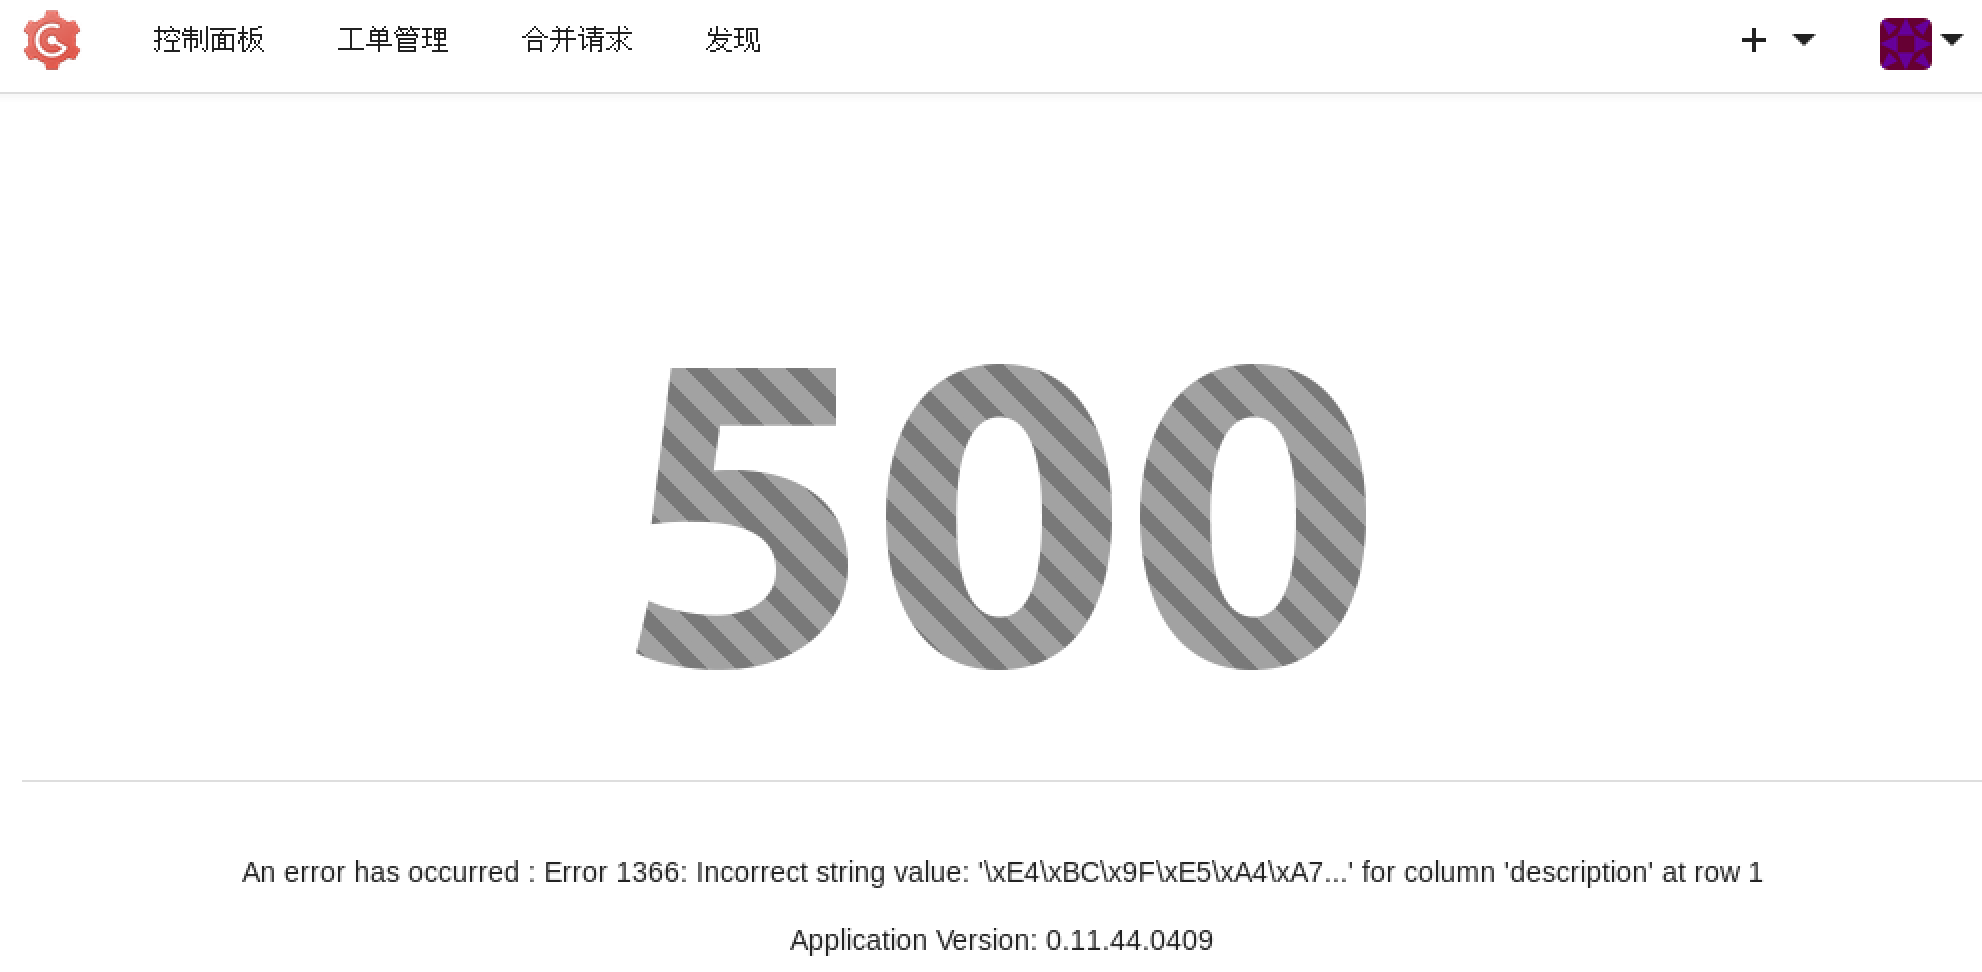 控制面板 工单管理 合并请求 发现
500
An error has occurred : Error 1366: Incorrect string value: '\xE4\xBC\x9F\xE5\xA4\xA7...' for column 'description' at row 1
Application Version: 0.11.44.0409